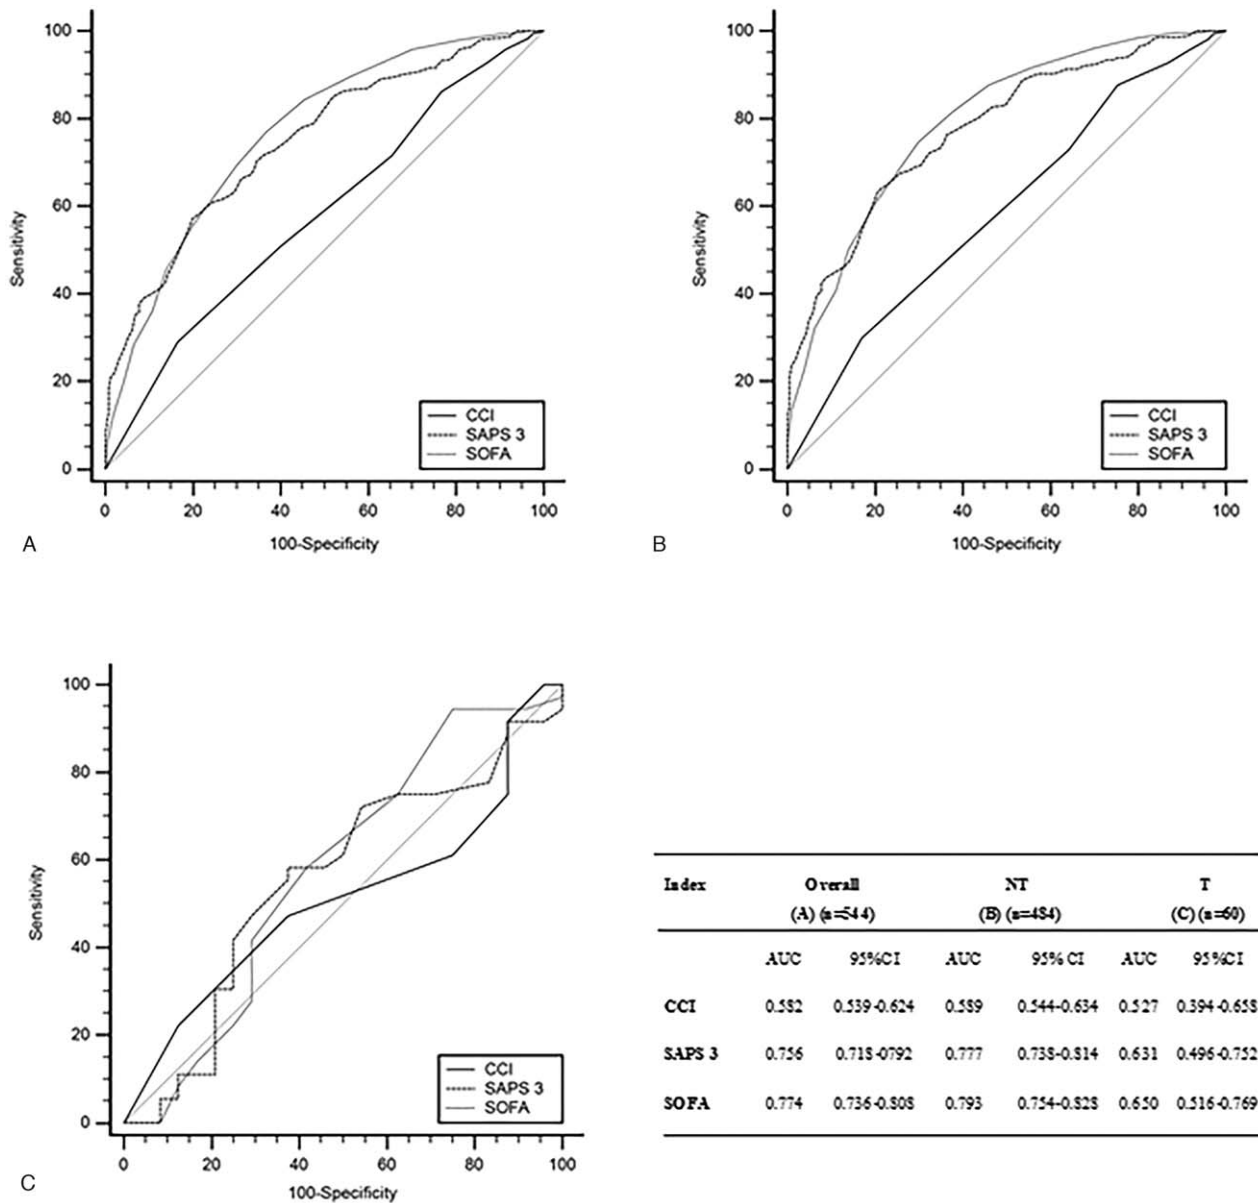 100
80
60
40
20
0
Sensitivity
CCI
SAPS 3
SOFA
0 20 40 60 80 100
100-Specificity
A
100
80
60
40
20
0
Sensitivity
CCI
SAPS 3
SOFA
0 20 40 60 80 100
100-Specificity
B
100
80
60
40
20
0
Sensitivity
CCI
SAPS 3
SOFA
0 20 40 60 80 100
100-Specificity
C
Index Overall NT T
(A) (n=544) (B) (n=484) (C) (n=60)
AUC 95%CI AUC 95% CI AUC 95%CI
CCI 0.582 0.539-0.624 0.589 0.544-0.634 0.527 0.394-0.658
SAPS 3 0.756 0.718-0792 0.777 0.738-0.814 0.631 0.496-0.752
SOFA 0.774 0.736-0.808 0.793 0.754-0.828 0.650 0.516-0.769